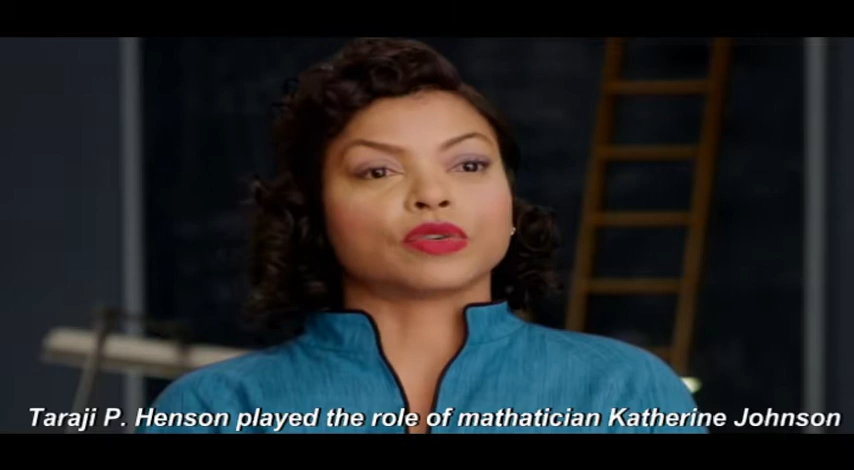 Taraji P. Henson played the role of mathatician Katherine Johnson